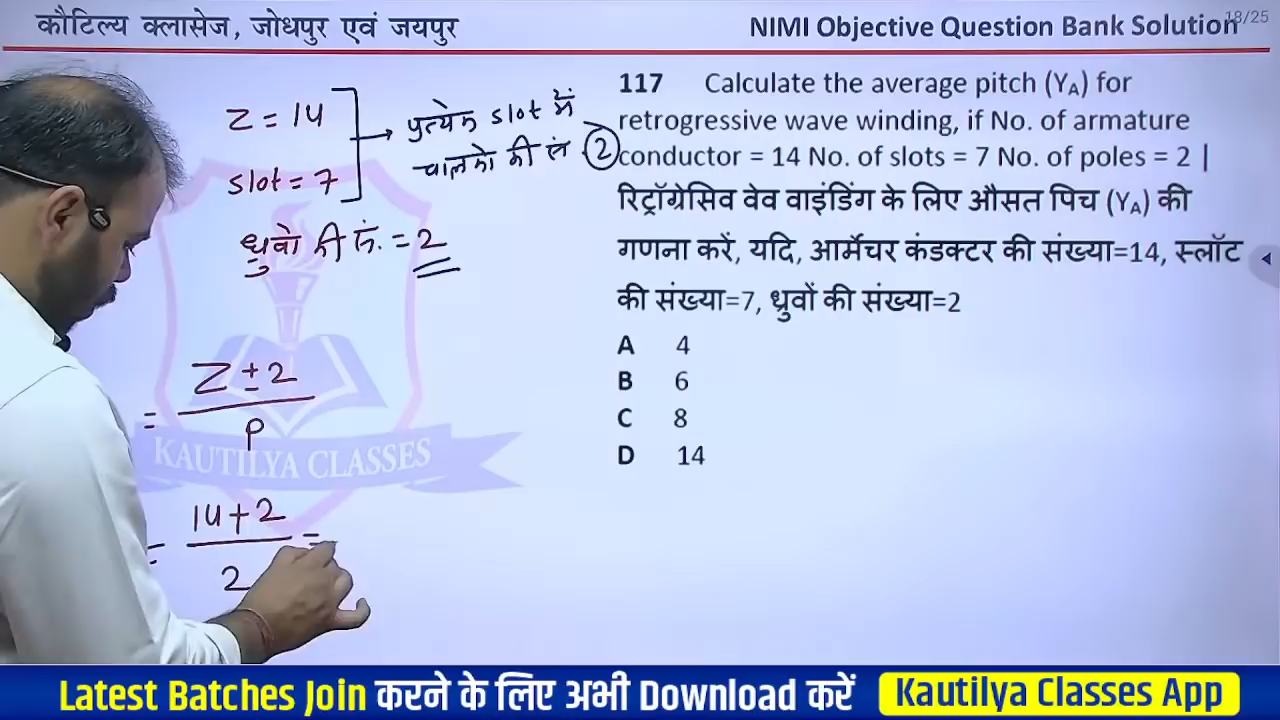 कौटिल्य क्लासेज, जोधपुर एवं जयपुर
NIMI Objective Question Bank Solution
18/25
Z = 14
slot = 7
प्रत्येक slot में
चालको की सं 2
ध्रुवो की सं. = 2
= Z ± 2
P
= 14 + 2 =
2
KAUTILYA CLASSES
117 Calculate the average pitch (YA) for
retrogressive wave winding, if No. of armature
conductor = 14 No. of slots = 7 No. of poles = 2 |
रिट्रॉग्रेसिव वेव वाइंडिंग के लिए औसत पिच (YA) की
गणना करें, यदि, आर्मेचर कंडक्टर की संख्या=14, स्लॉट
की संख्या=7, ध्रुवों की संख्या=2
A 4
B 6
C 8
D 14
Latest Batches Join करने के लिए अभी Download करें
Kautilya Classes App